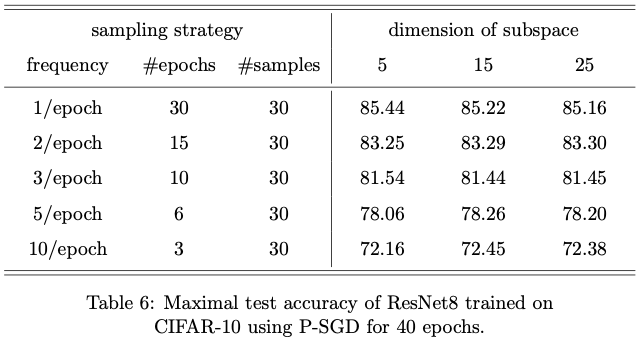 sampling strategy dimension of subspace
frequency #epochs #samples 5 15 25
1/epoch 30 30 85.44 85.22 85.16
2/epoch 15 30 83.25 83.29 83.30
3/epoch 10 30 81.54 81.44 81.45
5/epoch 6 30 78.06 78.26 78.20
10/epoch 3 30 72.16 72.45 72.38
Table 6: Maximal test accuracy of ResNet8 trained on
CIFAR-10 using P-SGD for 40 epochs.